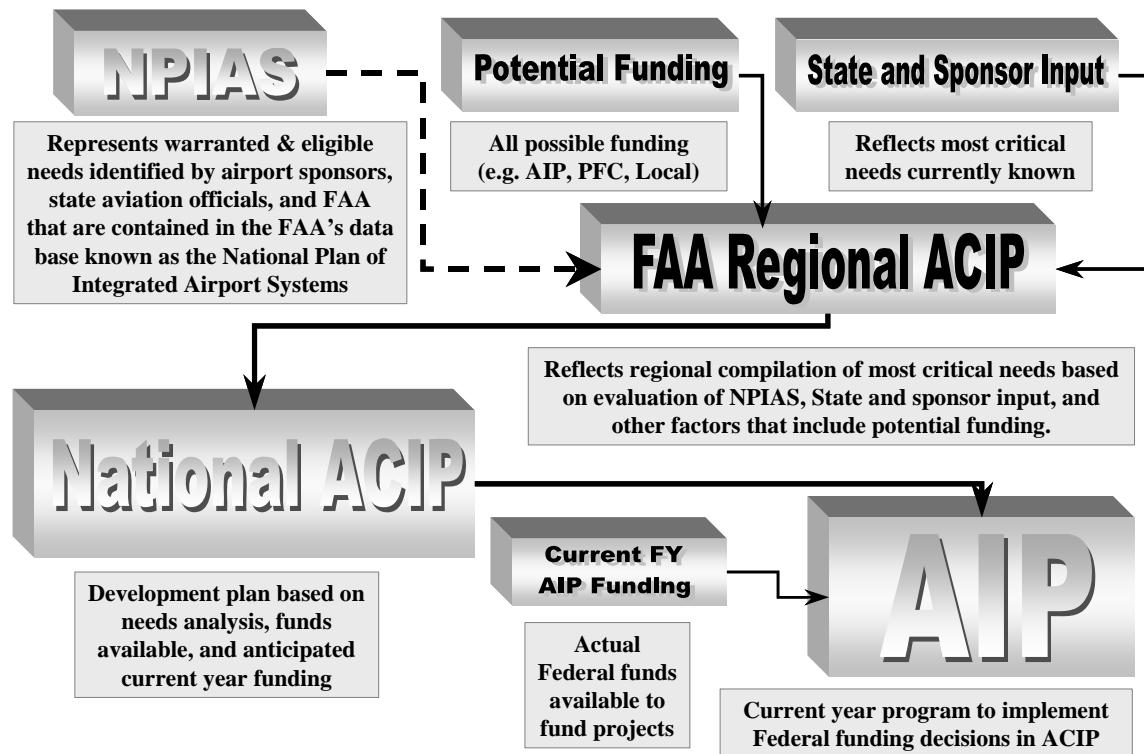 NPIAS
Represents warranted & eligible
needs identified by airport sponsors,
state aviation officials, and FAA
that are contained in the FAA's data
base known as the National Plan of
Integrated Airport Systems
Potential Funding
All possible funding
(e.g. AIP, PFC, Local)
State and Sponsor Input
Reflects most critical
needs currently known
FAA Regional ACIP
Reflects regional compilation of most critical needs based
on evaluation of NPIAS, State and sponsor input, and
other factors that include potential funding.
National ACIP
Development plan based on
needs analysis, funds
available, and anticipated
current year funding
Current FY
AIP Funding
Actual
Federal funds
available to
fund projects
AIP
Current year program to implement
Federal funding decisions in ACIP